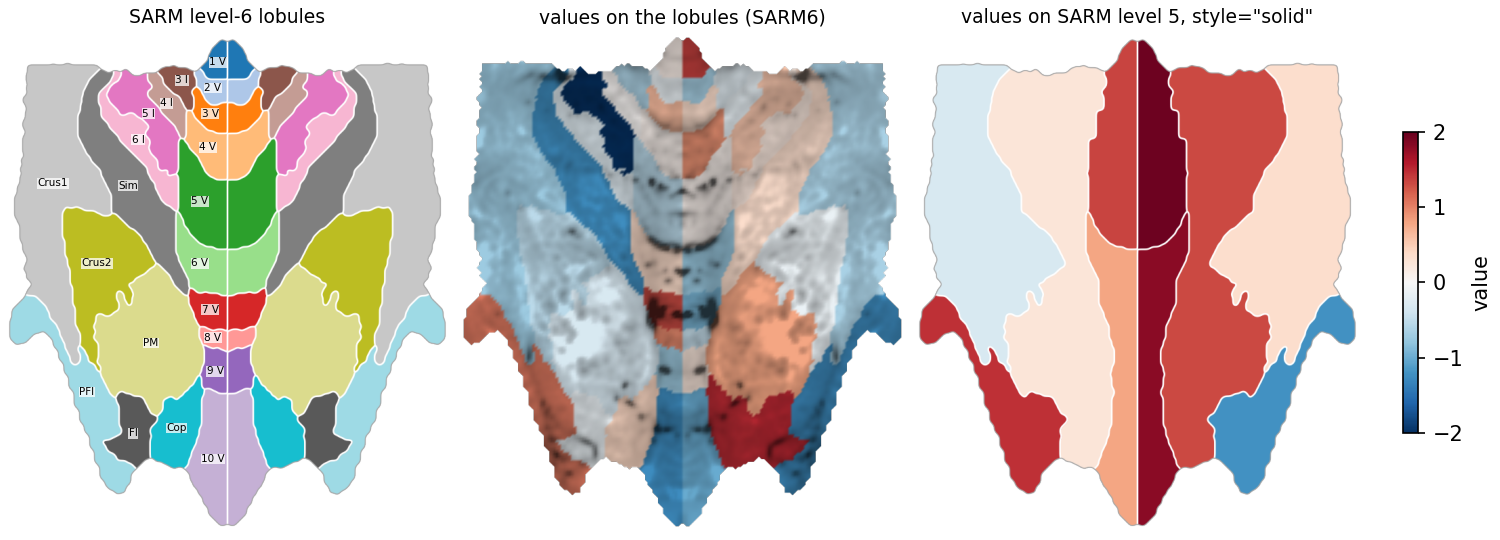 SARM level-6 lobules
values on the lobules (SARM6)
values on SARM level 5, style="solid"
1 V
3 I
2 V
4 I
5 I
3 V
6 I
4 V
Crus1
Sim
5 V
Crus2
6 V
7 V
8 V
PM
9 V
PFl
Fl
Cop
10 V
2
1
0
−1
−2
value